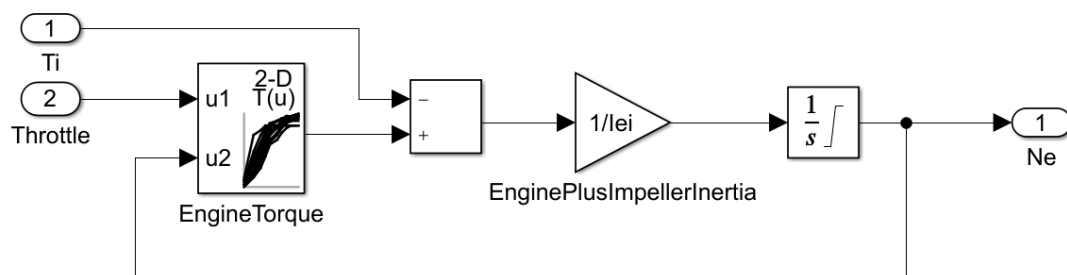 1
Ti
2
Throttle
2-D
T(u)
u1
u2
EngineTorque
−
+
1/Iei
EnginePlusImpellerInertia
1
s
1
Ne